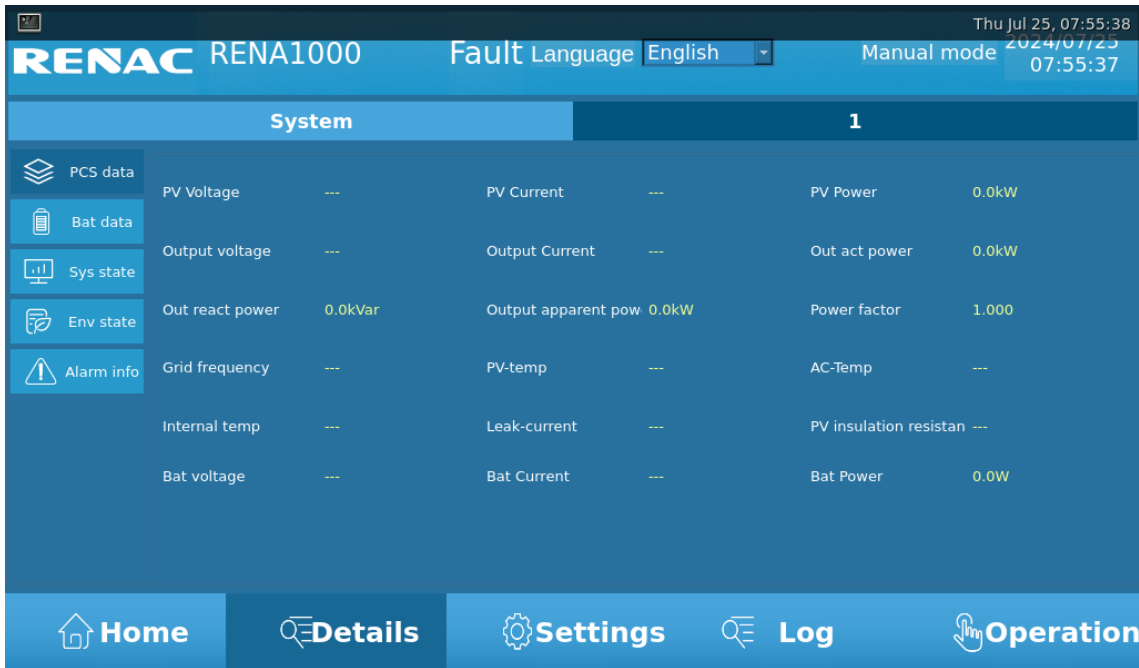 Thu Jul 25, 07:55:38
RENAC RENA1000 Fault Language English Manual mode 2024/07/25
07:55:37
System 1
PCS data
Bat data
Sys state
Env state
Alarm info
PV Voltage --- PV Current --- PV Power 0.0kW
Output voltage --- Output Current --- Out act power 0.0kW
Out react power 0.0kVar Output apparent pow 0.0kW Power factor 1.000
Grid frequency --- PV-temp --- AC-Temp ---
Internal temp --- Leak-current --- PV insulation resistan ---
Bat voltage --- Bat Current --- Bat Power 0.0W
Home Details Settings Log Operation